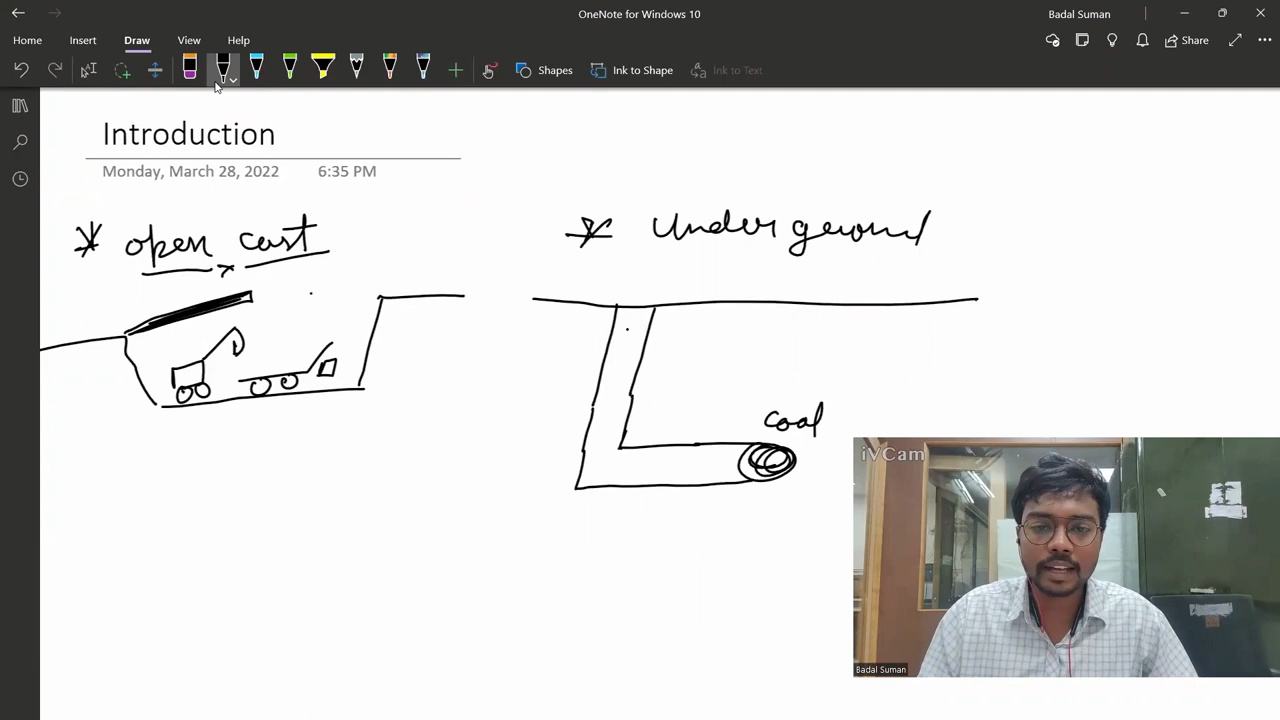 OneNote for Windows 10
Badal Suman
Home Insert Draw View Help
Share
Shapes Ink to Shape Ink to Text
Introduction
Monday, March 28, 2022 6:35 PM
open cast
Underground
coal
iVCam
Badal Suman